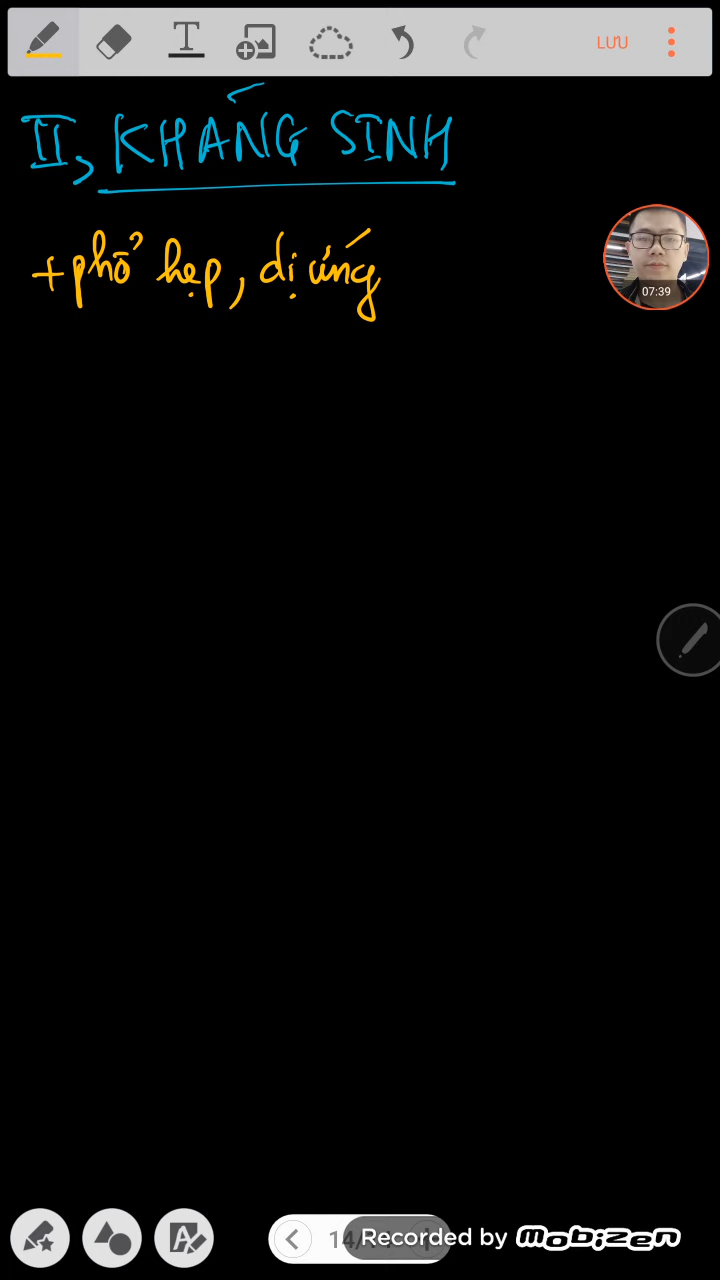 T
LƯU
II, KHÁNG SINH
+ phổ hẹp, dị ứng
07:39
A
Recorded by Mobizen